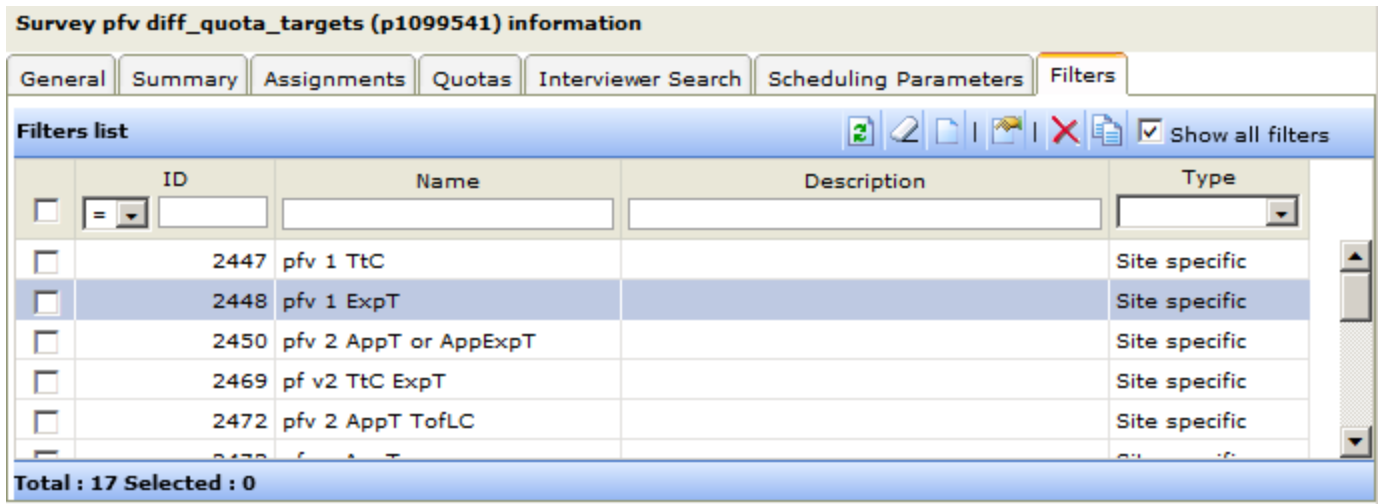 Survey pfv diff_quota_targets (p1099541) information
General Summary Assignments Quotas Interviewer Search Scheduling Parameters Filters
Filters list Show all filters
ID Name Description Type
=
2447 pfv 1 TtC Site specific
2448 pfv 1 ExpT Site specific
2450 pfv 2 AppT or AppExpT Site specific
2469 pf v2 TtC ExpT Site specific
2472 pfv 2 AppT TofLC Site specific
Total : 17 Selected : 0